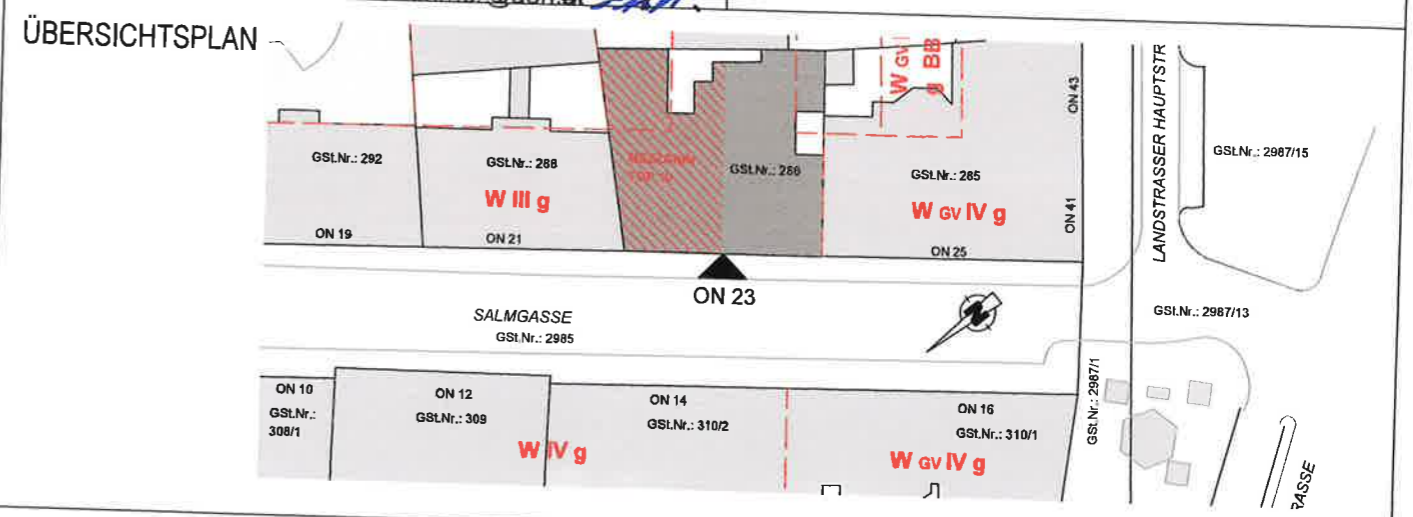 ÜBERSICHTSPLAN
W GV I
g BB
ON 43
LANDSTRASSER HAUPTSTR
GSt.Nr.: 2987/15
GSt.Nr.: 292
GSt.Nr.: 288
GSt.Nr.: 286
GSt.Nr.: 285
W III g
W GV IV g
ON 41
ON 19
ON 21
ON 25
ON 23
SALMGASSE
GSt.Nr.: 2985
GSt.Nr.: 2987/13
N
ON 10
GSt.Nr.:
308/1
ON 12
GSt.Nr.: 309
ON 14
GSt.Nr.: 310/2
ON 16
GSt.Nr.: 310/1
GSt.Nr.: 2987/1
W IV g
W GV IV g
RASSE